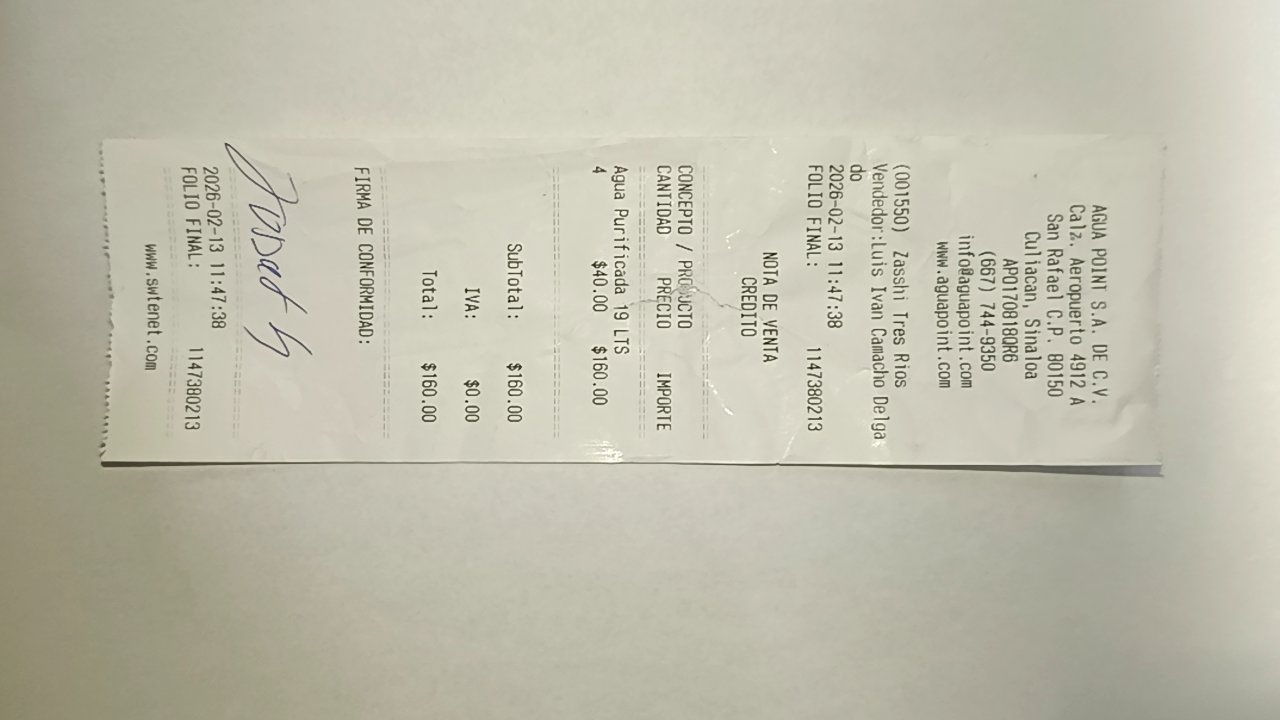 AGUA POINT S.A. DE C.V.
Calz. Aeropuerto 4912 A
San Rafael C.P. 80150
Culiacan, Sinaloa
APO170818QR6
(667) 744-9350
info@aguapoint.com
www.aguapoint.com
(001550) Zasshi Tres Rios
Vendedor:Luis Ivan Camacho Delga
do
2026-02-13 11:47:38
FOLIO FINAL: 1147380213
NOTA DE VENTA
CREDITO
CONCEPTO / PRODUCTO
CANTIDAD PRECIO IMPORTE
Agua Purificada 19 LTS
4 $40.00 $160.00
SubTotal: $160.00
IVA: $0.00
Total: $160.00
FIRMA DE CONFORMIDAD:
2026-02-13 11:47:38
FOLIO FINAL: 1147380213
www.swtenet.com